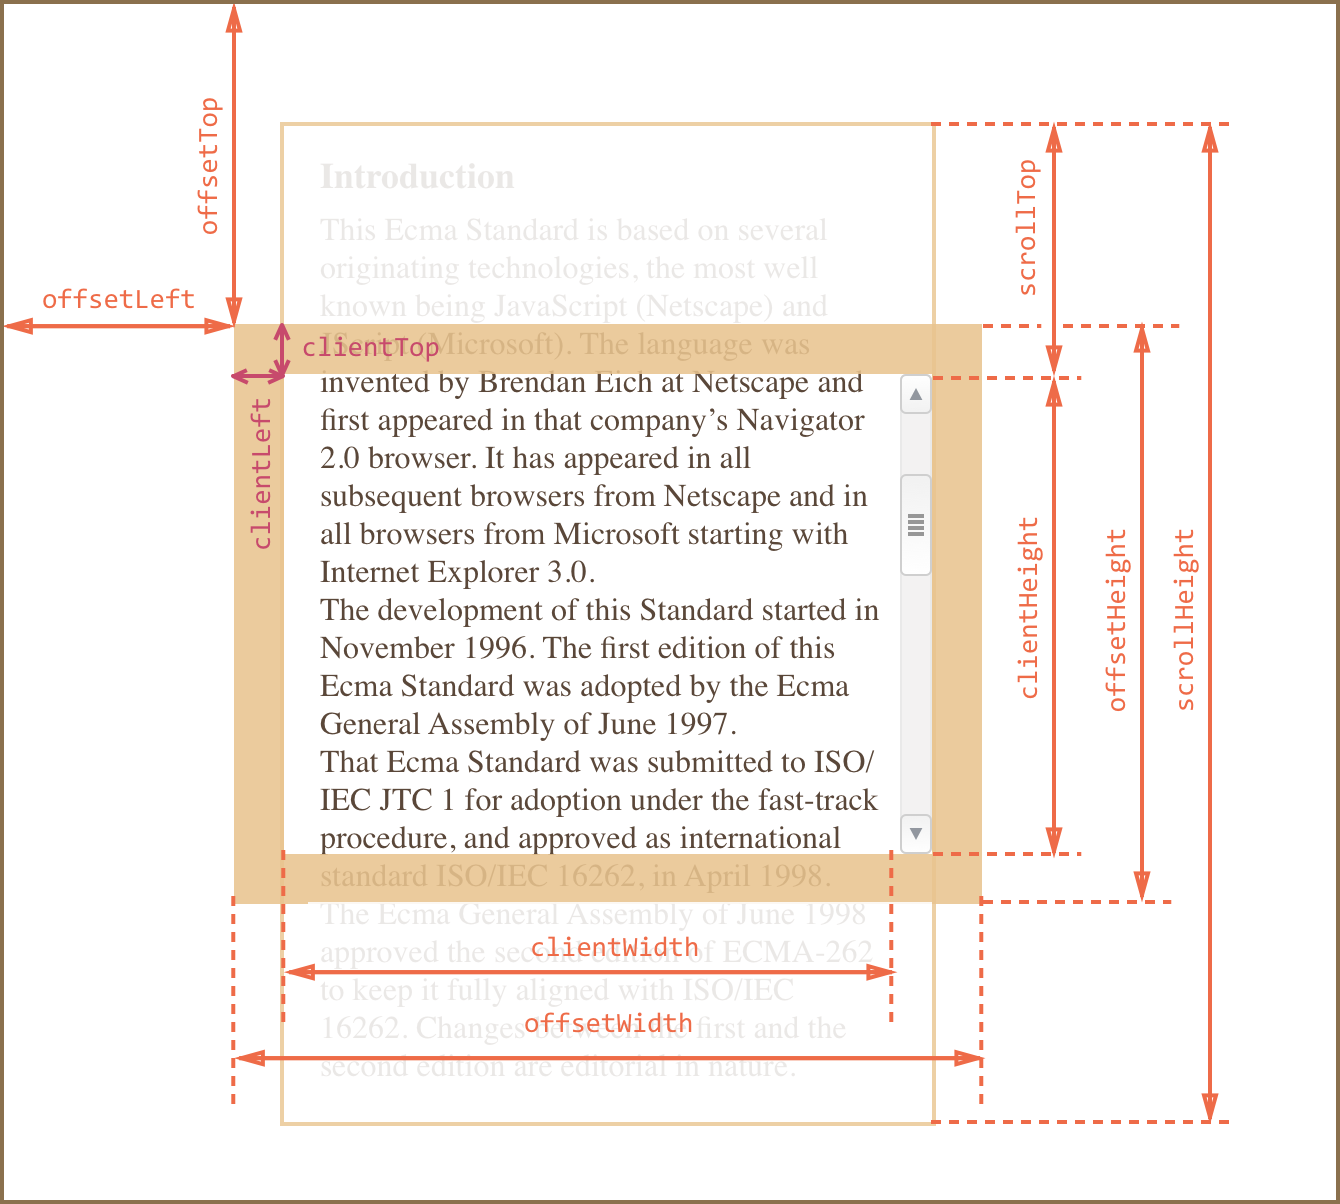 offsetTop
offsetLeft
Introduction
This Ecma Standard is based on several
originating technologies, the most well
known being JavaScript (Netscape) and
JScript (Microsoft). The language was
clientTop
clientLeft
invented by Brendan Eich at Netscape and
first appeared in that company’s Navigator
2.0 browser. It has appeared in all
subsequent browsers from Netscape and in
all browsers from Microsoft starting with
Internet Explorer 3.0.
The development of this Standard started in
November 1996. The first edition of this
Ecma Standard was adopted by the Ecma
General Assembly of June 1997.
That Ecma Standard was submitted to ISO/
IEC JTC 1 for adoption under the fast-track
procedure, and approved as international
standard ISO/IEC 16262, in April 1998.
The Ecma General Assembly of June 1998
approved the second edition of ECMA-262
to keep it fully aligned with ISO/IEC
16262. Changes between the first and the
second edition are editorial in nature.
clientWidth
offsetWidth
scrollTop
clientHeight
offsetHeight
scrollHeight